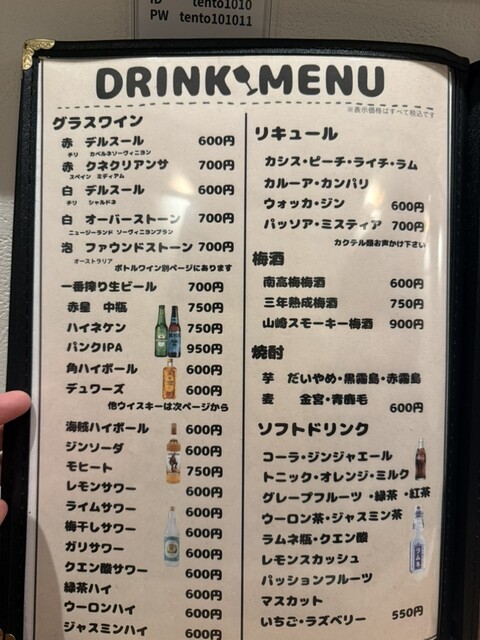 ID tento1010
PW tento101011
DRINK MENU
※表示価格はすべて税込です
グラスワイン
赤 デルスール 600円
チリ カベルネソーヴィニヨン
赤 クネクリアンサ 700円
スペイン ミディアム
白 デルスール 600円
チリ シャルドネ
白 オーバーストーン 700円
ニュージーランド ソーヴィニヨンブラン
泡 ファウンドストーン 700円
オーストラリア
ボトルワイン別ページにあります
一番搾り生ビール 700円
赤星 中瓶 750円
ハイネケン 750円
パンクIPA 950円
角ハイボール 600円
デュワーズ 600円
他ウイスキーは次ページから
海賊ハイボール 600円
ジンソーダ 600円
モヒート 750円
レモンサワー 600円
ライムサワー 600円
梅干しサワー 600円
ガリサワー 600円
クエン酸サワー 600円
緑茶ハイ 600円
ウーロンハイ 600円
ジャスミンハイ 600円
リキュール
カシス・ピーチ・ライチ・ラム
カルーア・カンパリ
ウォッカ・ジン 600円
パッソア・ミスティア 700円
カクテル類お声かけ下さい
梅酒
南高梅梅酒 600円
三年熟成梅酒 750円
山崎スモーキー梅酒 900円
焼酎
芋 だいやめ・黒霧島・赤霧島
麦 金宮・青鹿毛
600円
ソフトドリンク
コーラ・ジンジャエール
トニック・オレンジ・ミルク
グレープフルーツ・緑茶・紅茶
ウーロン茶・ジャスミン茶
ラムネ瓶・クエン酸
レモンスカッシュ
パッションフルーツ
マスカット
いちご・ラズベリー 550円
ラムネ